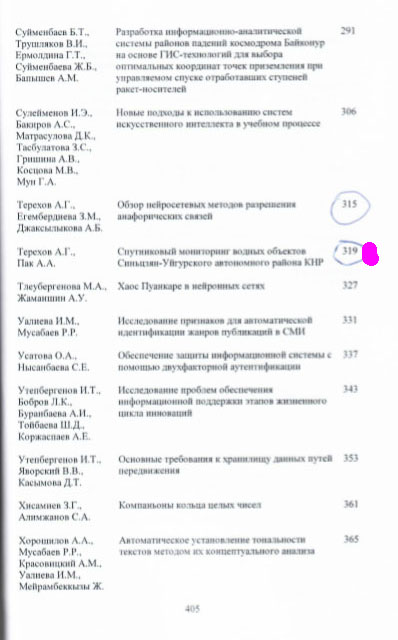 Суйменбаев Б.Т., Разработка информационно-аналитической 291
Трушляков В.И., системы районов падений космодрома Байконур
Ермолдина Г.Т., на основе ГИС-технологий для выбора
Суйменбаева Ж.Б., оптимальных координат точек приземления при
Бапышев А.М. управляемом спуске отработавших ступеней
ракет-носителей
Сулейменов И.Э., Новые подходы к использованию систем 306
Бакиров А.С., искусственного интеллекта в учебном процессе
Матрасулова Д.К.,
Тасбулатова З.С.,
Гришина А.В.,
Косцова М.В.,
Мун Г.А.
Терехов А.Г., Обзор нейросетевых методов разрешения 315
Егембердиева З.М., анафорических связей
Джаксылыкова А.Б.
Терехов А.Г., Спутниковый мониторинг водных объектов 319
Пак А.А. Синьцзян-Уйгурского автономного района КНР
Тлеубергенова М.А., Хаос Пуанкаре в нейронных сетях 327
Жаманшин А.У.
Уалиева И.М., Исследование признаков для автоматической 331
Мусабаев Р.Р. идентификации жанров публикаций в СМИ
Усатова О.А., Обеспечение защиты информационной системы с 337
Нысанбаева С.Е. помощью двухфакторной аутентификации
Утепбергенов И.Т., Исследование проблем обеспечения 343
Бобров Л.К., информационной поддержки этапов жизненного
Буранбаева А.И., цикла инноваций
Тойбаева Ш.Д.,
Коржаспаев А.Е.
Утепбергенов И.Т., Основные требования к хранилищу данных путей 353
Яворский В.В., передвижения
Касымова Д.Т.
Хисамиев З.Г., Компаньоны кольца целых чисел 361
Алимжанов С.А.
Хорошилов А.А., Автоматическое установление тональности 365
Мусабаев Р.Р., текстов методом их концептуального анализа
Красовицкий А.М.,
Уалиева И.М.,
Мейрамбеккызы Ж.
405